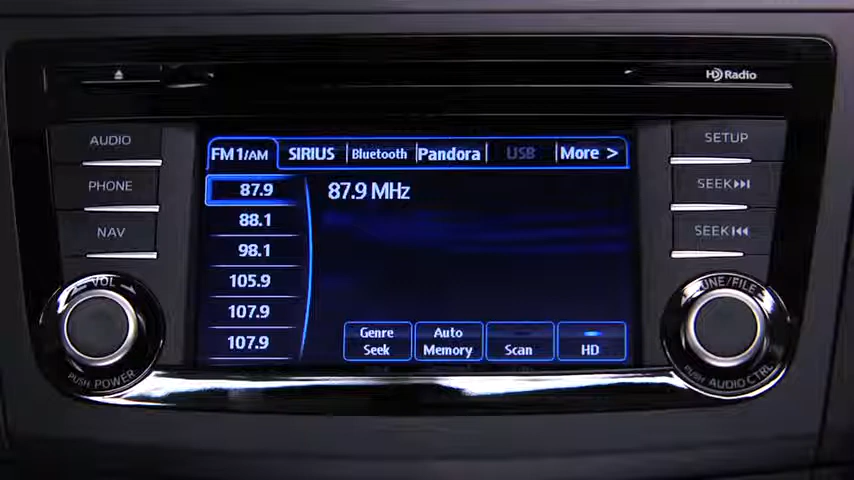 HD Radio
AUDIO
PHONE
NAV
VOL
PUSH POWER
FM1/AM SIRIUS Bluetooth Pandora USB More >
87.9
88.1
98.1
105.9
107.9
107.9
87.9 MHz
Genre Seek
Auto Memory
Scan
HD
SETUP
SEEK
SEEK
TUNE/FILE
PUSH AUDIO CTRL